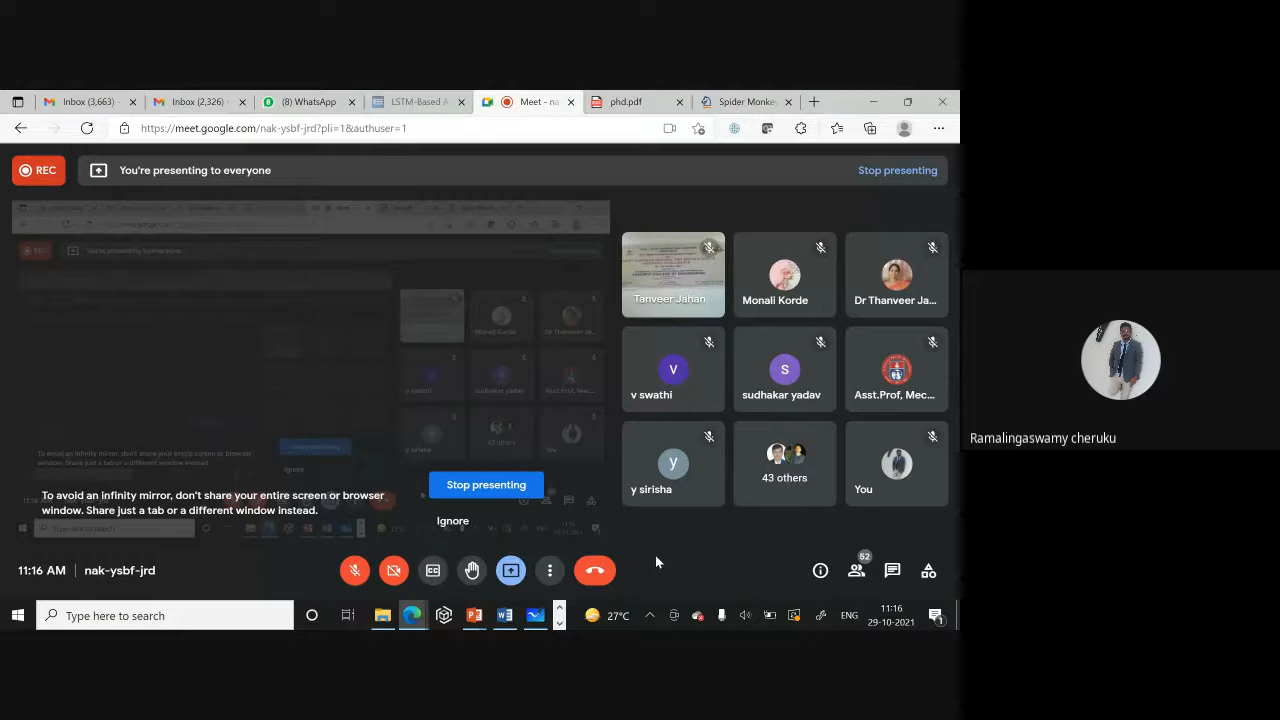 Inbox (3,663) -
Inbox (2,326) -
(8) WhatsApp
LSTM-Based A
Meet - na
phd.pdf
Spider Monke
https://meet.google.com/nak-ysbf-jrd?pli=1&authuser=1
REC
You're presenting to everyone
Stop presenting
Tanveer Jahan
Monali Korde
Dr Thanveer Ja...
V
v swathi
S
sudhakar yadav
Asst.Prof, Mec...
y
y sirisha
43 others
You
To avoid an infinity mirror, don't share your entire screen or browser
window. Share just a tab or a different window instead.
Stop presenting
Ignore
Ramalingaswamy cheruku
11:16 AM | nak-ysbf-jrd
52
Type here to search
27°C
ENG
11:16
29-10-2021
1